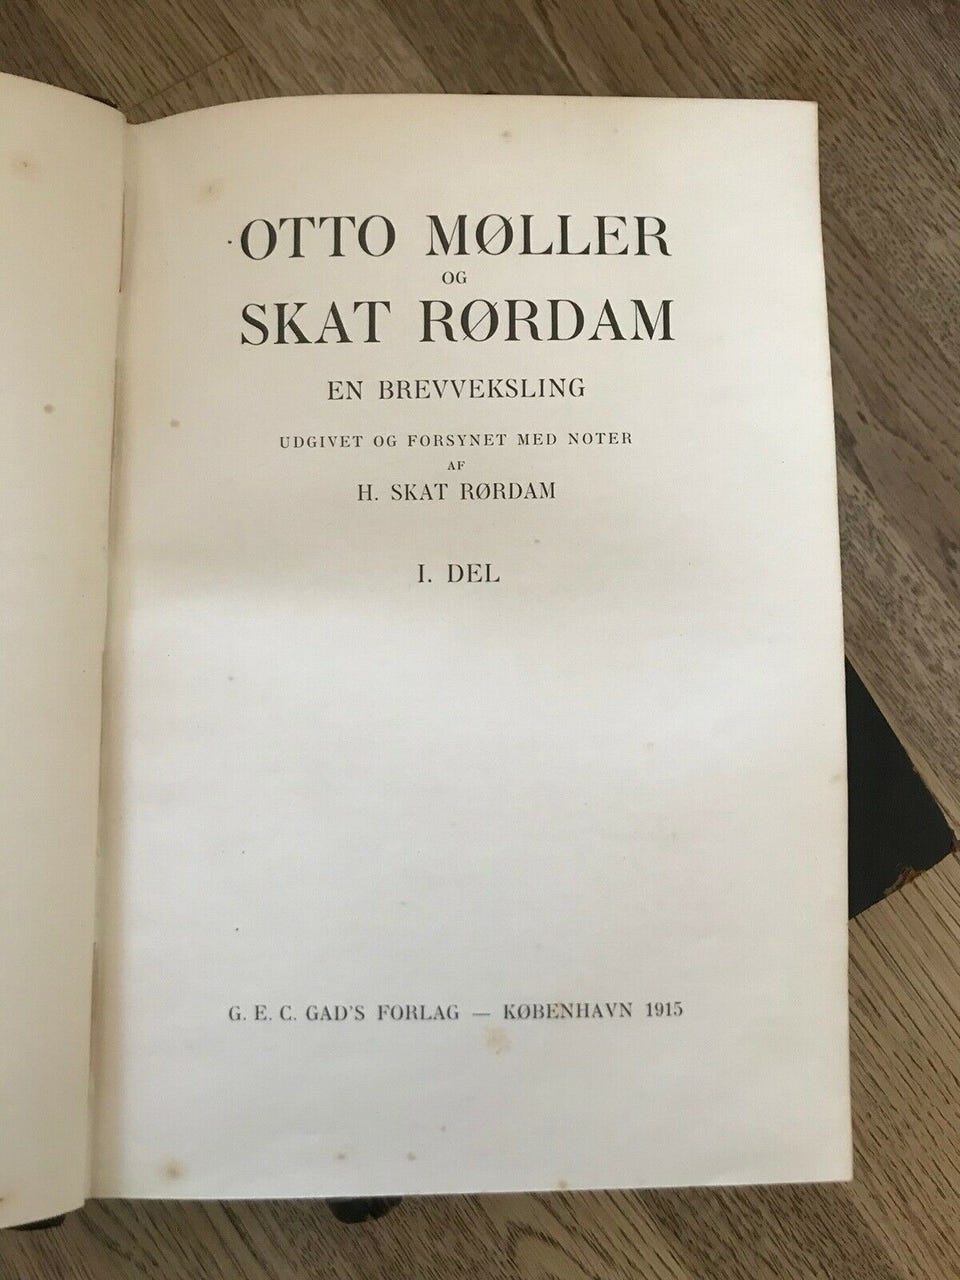 OTTO MØLLER
OG
SKAT RØRDAM
EN BREVVEKSLING
UDGIVET OG FORSYNET MED NOTER
AF
H. SKAT RØRDAM
I. DEL
G. E. C. GAD'S FORLAG — KØBENHAVN 1915